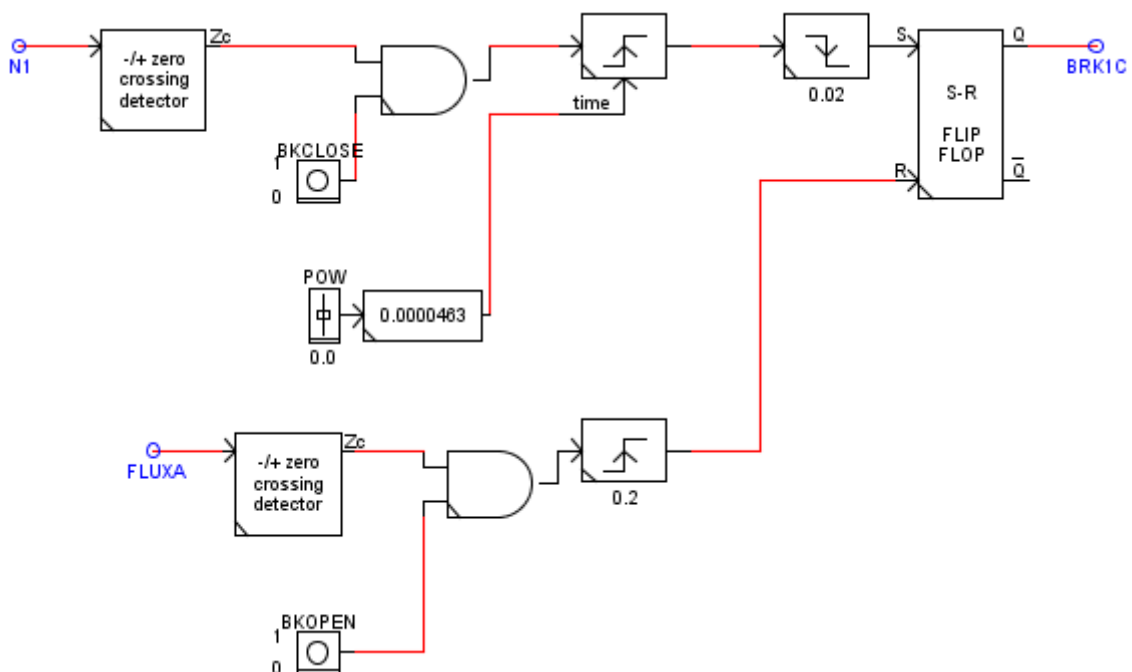 N1
-/+ zero
crossing
detector
Zc
BKCLOSE
1
0
time
0.02
S
R
S-R
FLIP
FLOP
Q
Q̅
BRK1C
POW
0.0
0.0000463
FLUXA
-/+ zero
crossing
detector
Zc
0.2
BKOPEN
1
0